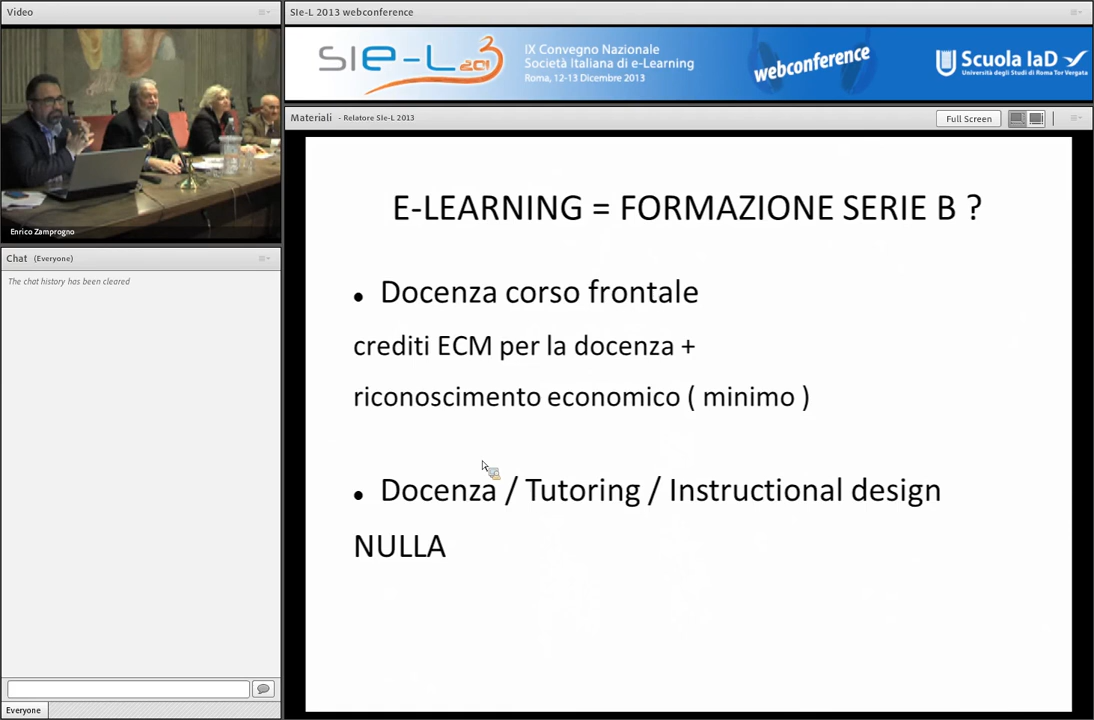 Video
SIe-L 2013 webconference
SIe-L 2013
IX Convegno Nazionale
Società Italiana di e-Learning
Roma, 12-13 Dicembre 2013
webconference
Scuola IaD
Università degli Studi di Roma Tor Vergata
Enrico Zamprogno
Materiali - Relatore SIe-L 2013
Full Screen
Chat (Everyone)
The chat history has been cleared
E-LEARNING = FORMAZIONE SERIE B ?
• Docenza corso frontale
crediti ECM per la docenza +
riconoscimento economico ( minimo )
• Docenza / Tutoring / Instructional design
NULLA
Everyone